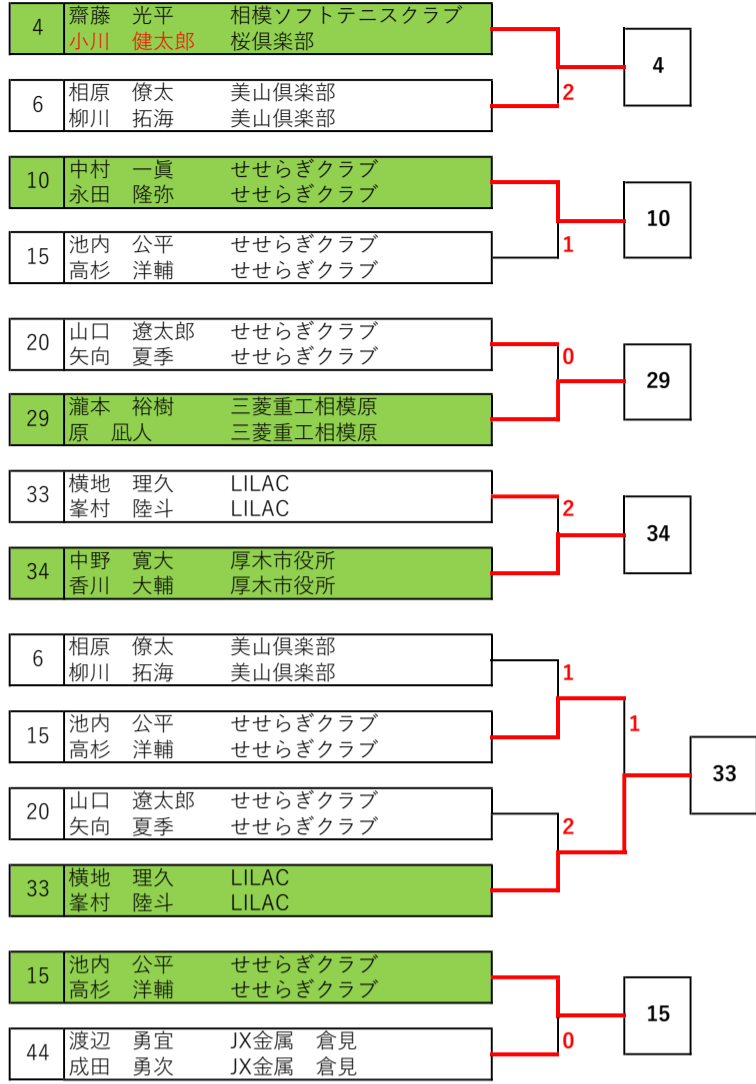 4 齋藤 光平 相模ソフトテニスクラブ
小川 健太郎 桜倶楽部
4
6 相原 僚太 美山倶楽部
柳川 拓海 美山倶楽部
2
10 中村 一眞 せせらぎクラブ
永田 隆弥 せせらぎクラブ
10
15 池内 公平 せせらぎクラブ
高杉 洋輔 せせらぎクラブ
1
20 山口 遼太郎 せせらぎクラブ
矢向 夏季 せせらぎクラブ
0
29
29 瀧本 裕樹 三菱重工相模原
原 凪人 三菱重工相模原
33 横地 理久 LILAC
峯村 陸斗 LILAC
2
34
34 中野 寛大 厚木市役所
香川 大輔 厚木市役所
6 相原 僚太 美山倶楽部
柳川 拓海 美山倶楽部
1
15 池内 公平 せせらぎクラブ
高杉 洋輔 せせらぎクラブ
1
33
20 山口 遼太郎 せせらぎクラブ
矢向 夏季 せせらぎクラブ
2
33 横地 理久 LILAC
峯村 陸斗 LILAC
15 池内 公平 せせらぎクラブ
高杉 洋輔 せせらぎクラブ
15
44 渡辺 勇宜 JX金属 倉見
成田 勇次 JX金属 倉見
0